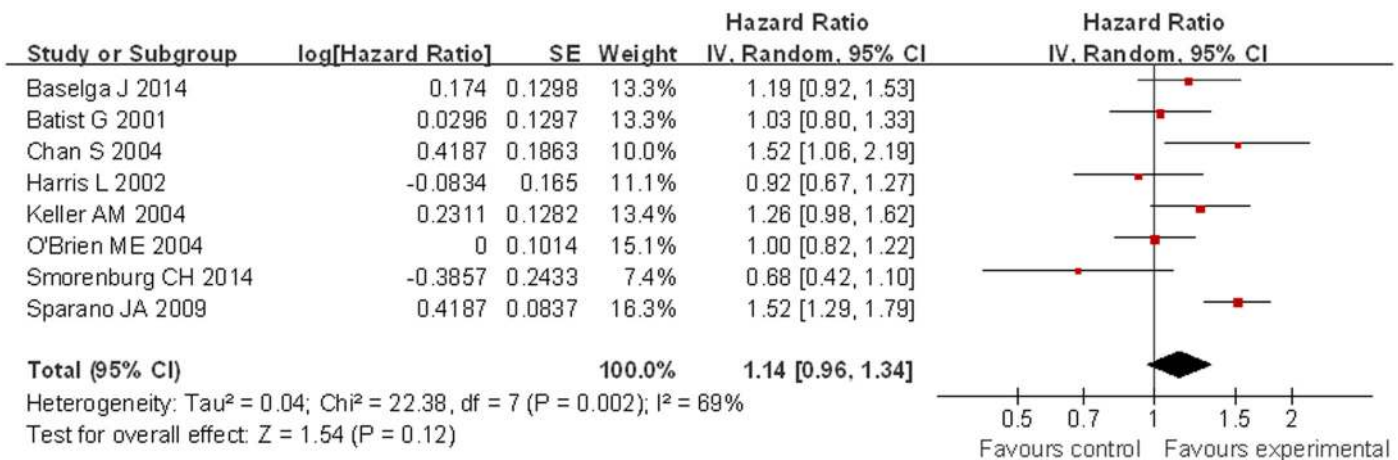 Hazard Ratio Hazard Ratio
Study or Subgroup log[Hazard Ratio] SE Weight IV, Random, 95% CI IV, Random, 95% CI
Baselga J 2014 0.174 0.1298 13.3% 1.19 [0.92, 1.53]
Batist G 2001 0.0296 0.1297 13.3% 1.03 [0.80, 1.33]
Chan S 2004 0.4187 0.1863 10.0% 1.52 [1.06, 2.19]
Harris L 2002 -0.0834 0.165 11.1% 0.92 [0.67, 1.27]
Keller AM 2004 0.2311 0.1282 13.4% 1.26 [0.98, 1.62]
O'Brien ME 2004 0 0.1014 15.1% 1.00 [0.82, 1.22]
Smorenburg CH 2014 -0.3857 0.2433 7.4% 0.68 [0.42, 1.10]
Sparano JA 2009 0.4187 0.0837 16.3% 1.52 [1.29, 1.79]
Total (95% CI) 100.0% 1.14 [0.96, 1.34]
Heterogeneity: Tau² = 0.04; Chi² = 22.38, df = 7 (P = 0.002); I² = 69%
Test for overall effect: Z = 1.54 (P = 0.12)
0.5 0.7 1 1.5 2
Favours control Favours experimental